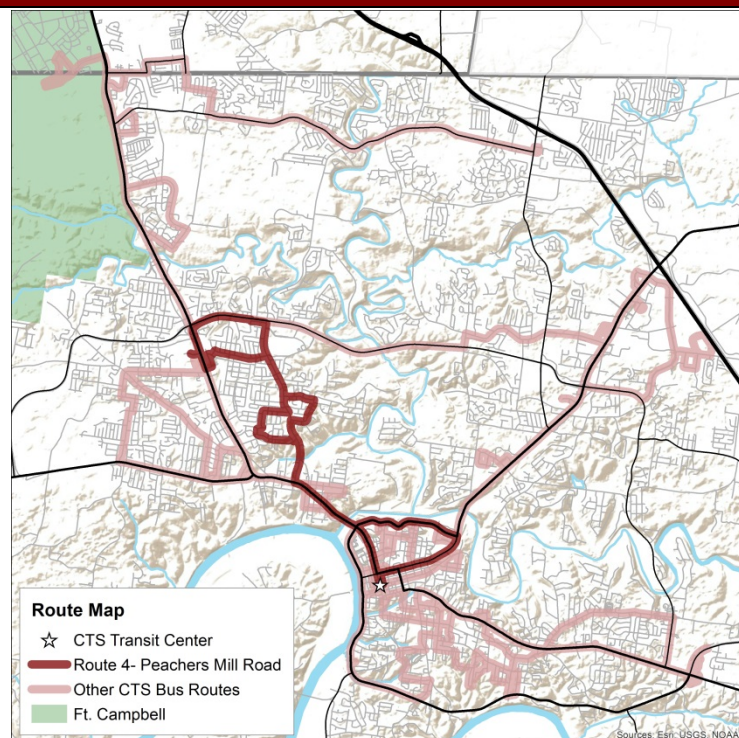 Route Map
CTS Transit Center
Route 4- Peachers Mill Road
Other CTS Bus Routes
Ft. Campbell
Sources: Esri, USGS, NOAA